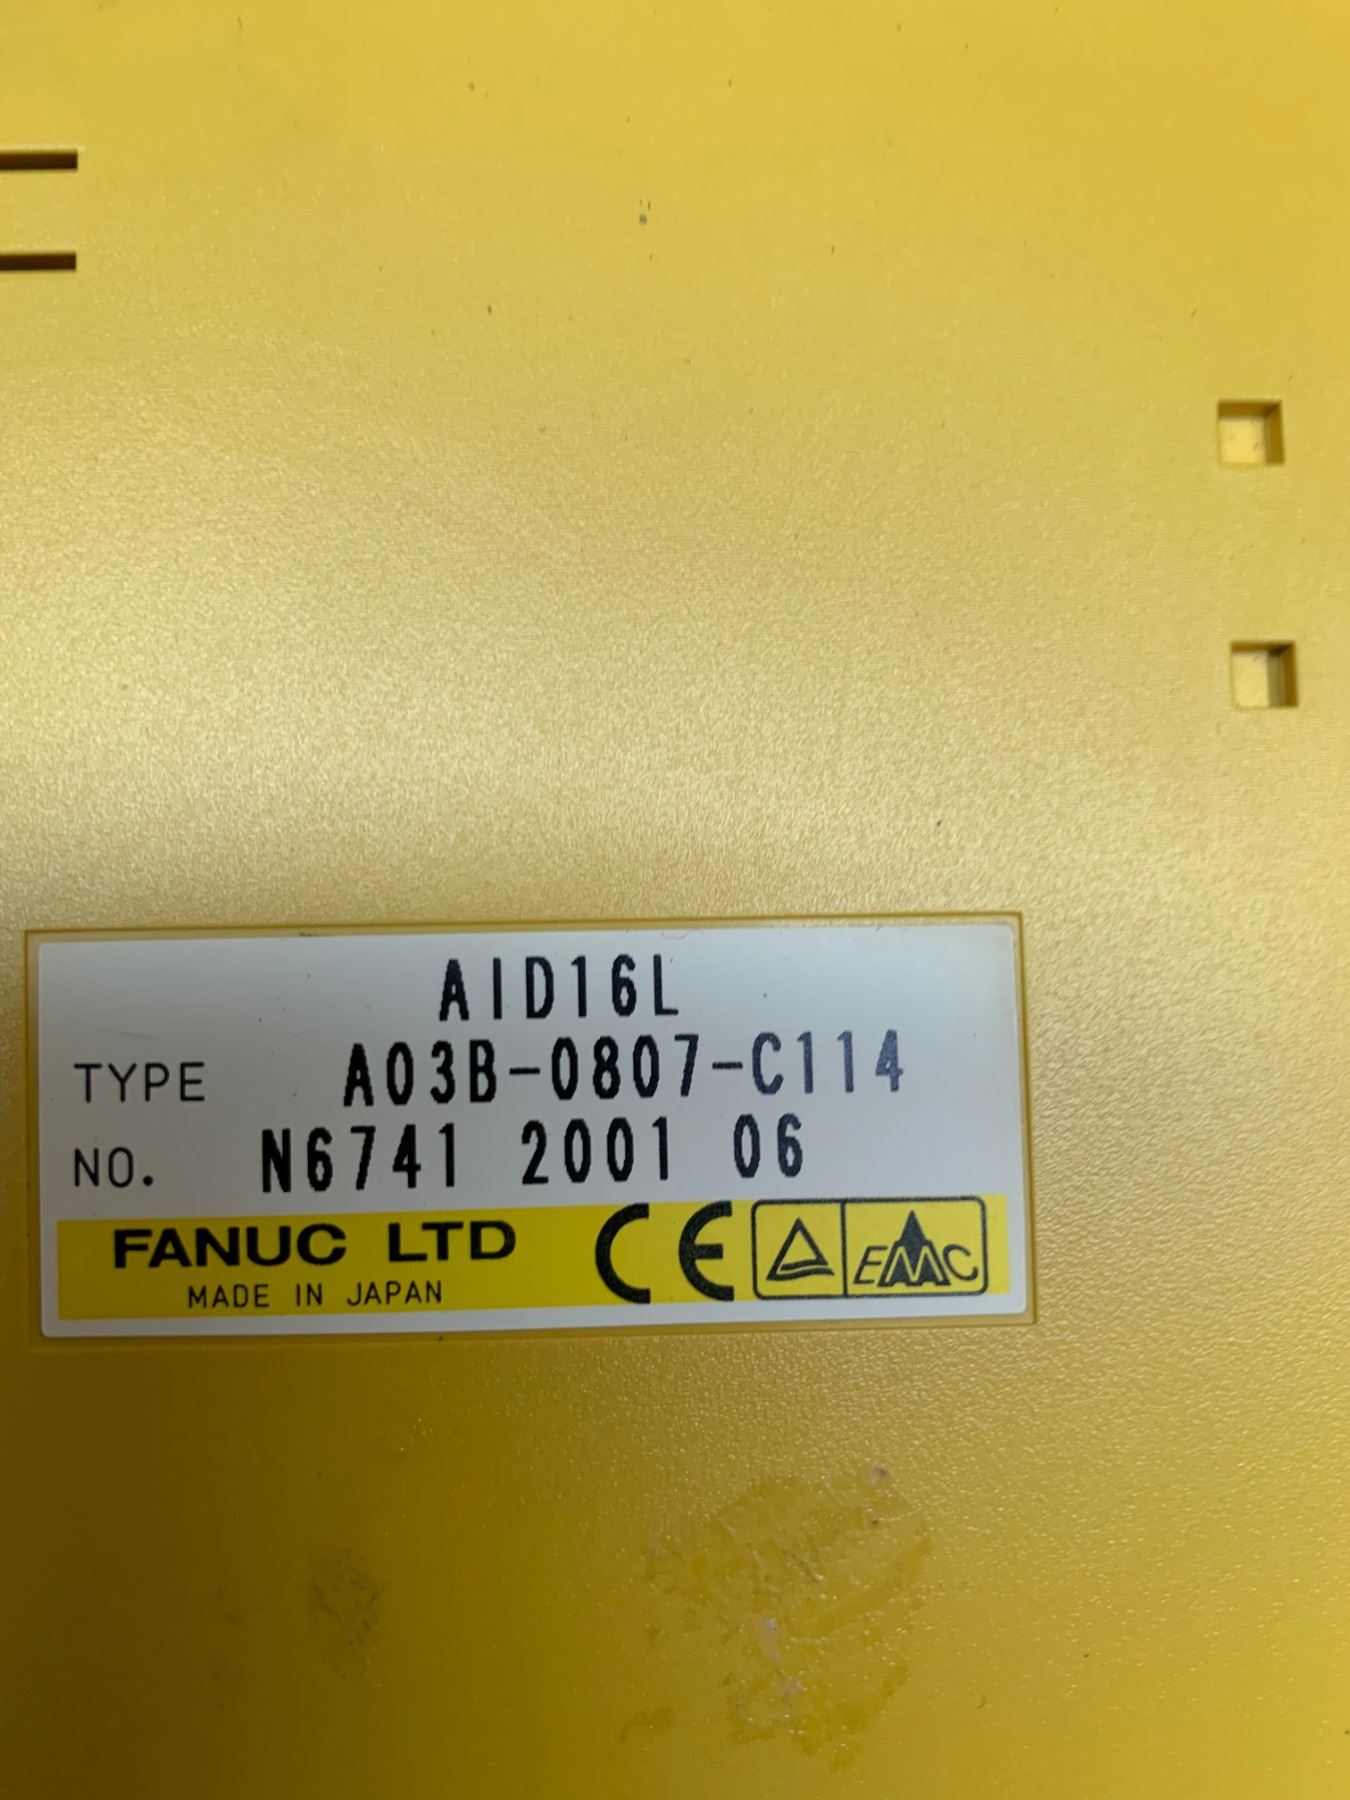 AID16L
TYPE A03B-0807-C114
NO. N6741 2001 06
FANUC LTD
MADE IN JAPAN
CE
EMC